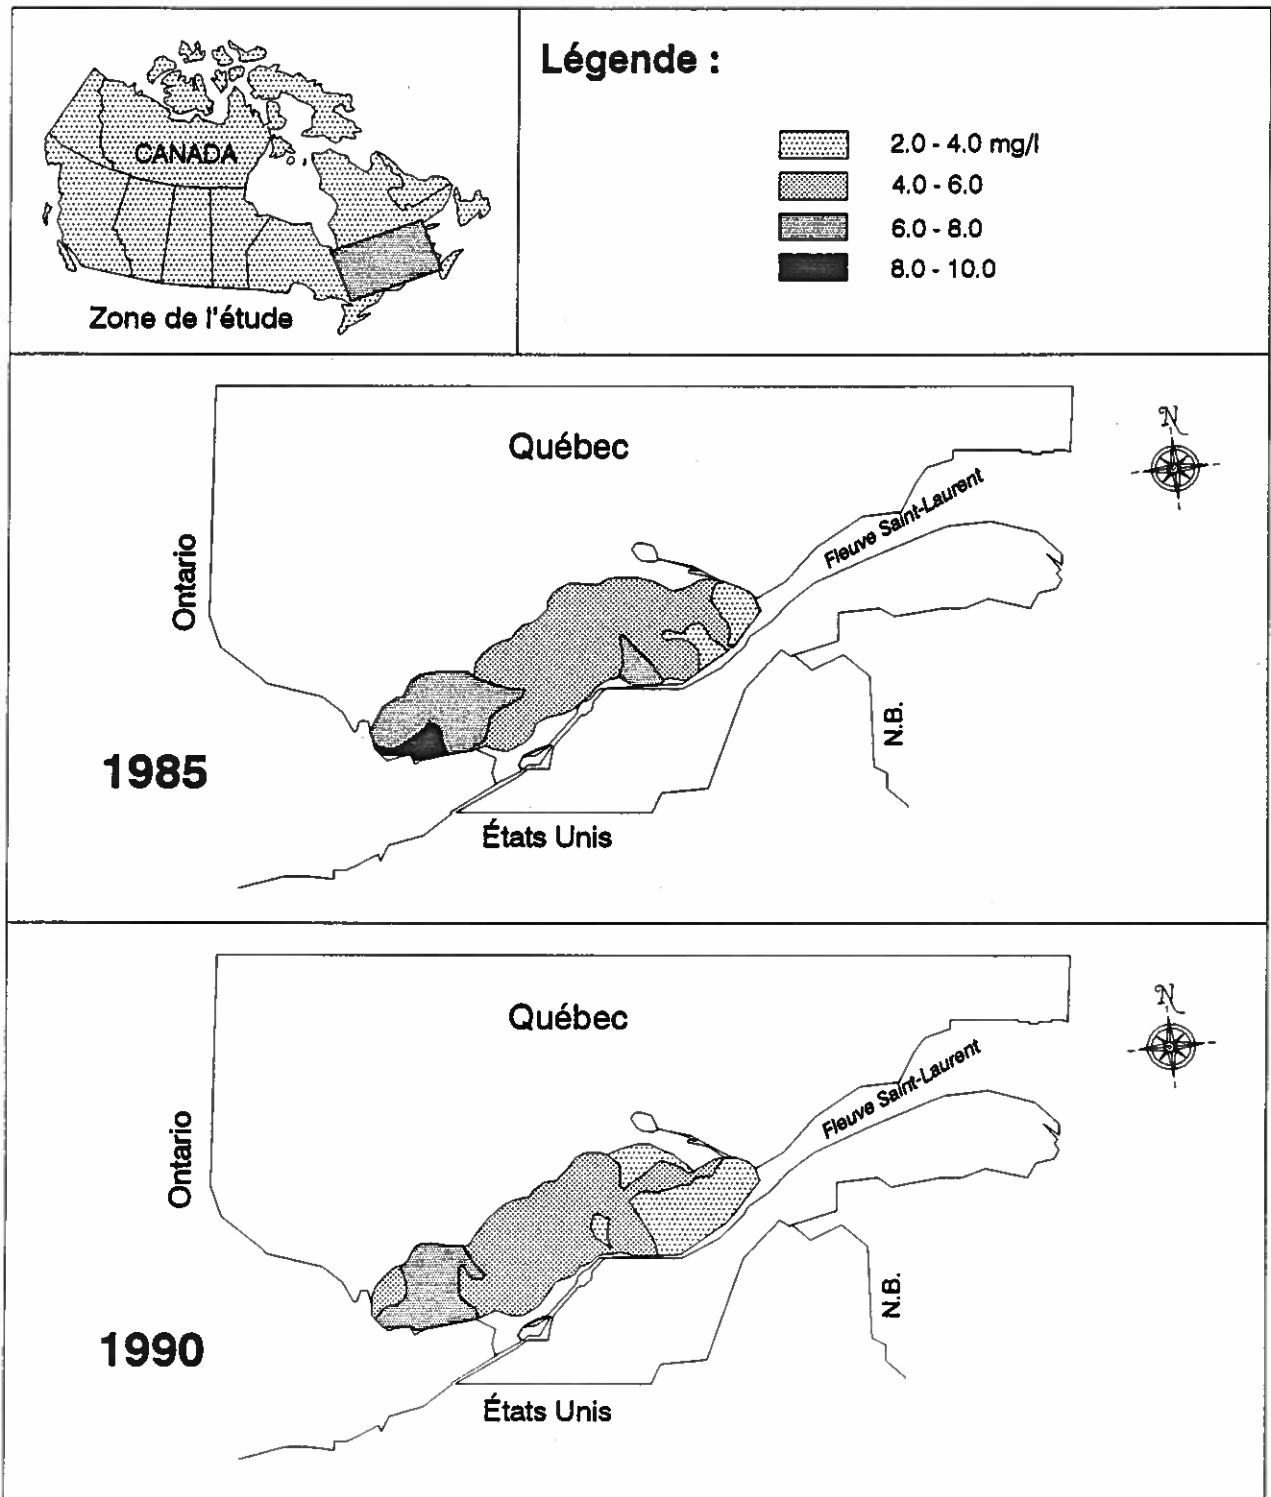 CANADA
Zone de l'étude
Légende :
2.0 - 4.0 mg/l
4.0 - 6.0
6.0 - 8.0
8.0 - 10.0
Québec
N
Ontario
Fleuve Saint-Laurent
N.B.
1985
États Unis
Québec
N
Ontario
Fleuve Saint-Laurent
N.B.
1990
États Unis